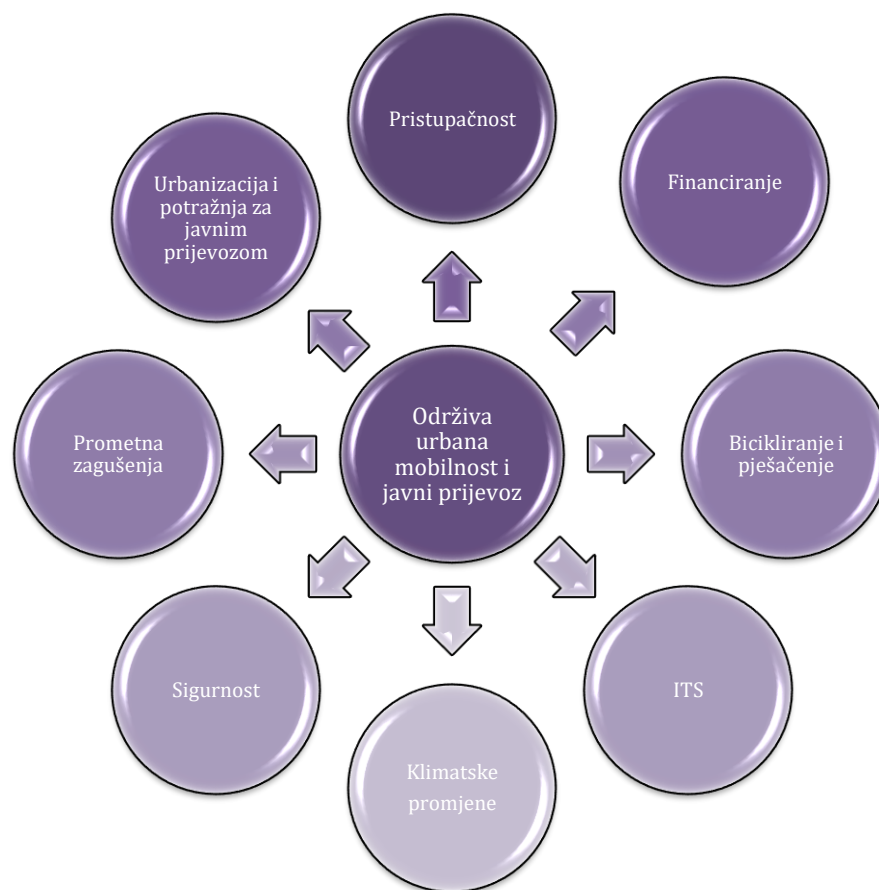 Pristupačnost
Financiranje
Urbanizacija i
potražnja za
javnim
prijevozom
Održiva
urbana
mobilnost i
javni prijevoz
Prometna
zagušenja
Bicikliranje i
pješačenje
Sigurnost
ITS
Klimatske
promjene